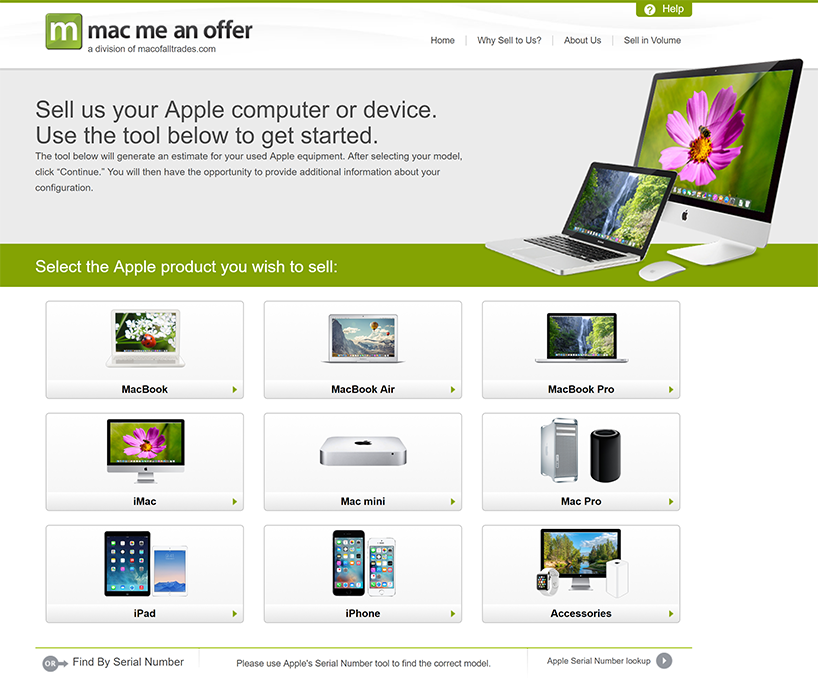 ? Help
m mac me an offer
a division of macofalltrades.com
Home | Why Sell to Us? | About Us | Sell in Volume
Sell us your Apple computer or device.
Use the tool below to get started.
The tool below will generate an estimate for your used Apple equipment. After selecting your model,
click “Continue.” You will then have the opportunity to provide additional information about your
configuration.
Select the Apple product you wish to sell:
MacBook
MacBook Air
MacBook Pro
iMac
Mac mini
Mac Pro
iPad
iPhone
Accessories
OR Find By Serial Number
Please use Apple's Serial Number tool to find the correct model.
Apple Serial Number lookup